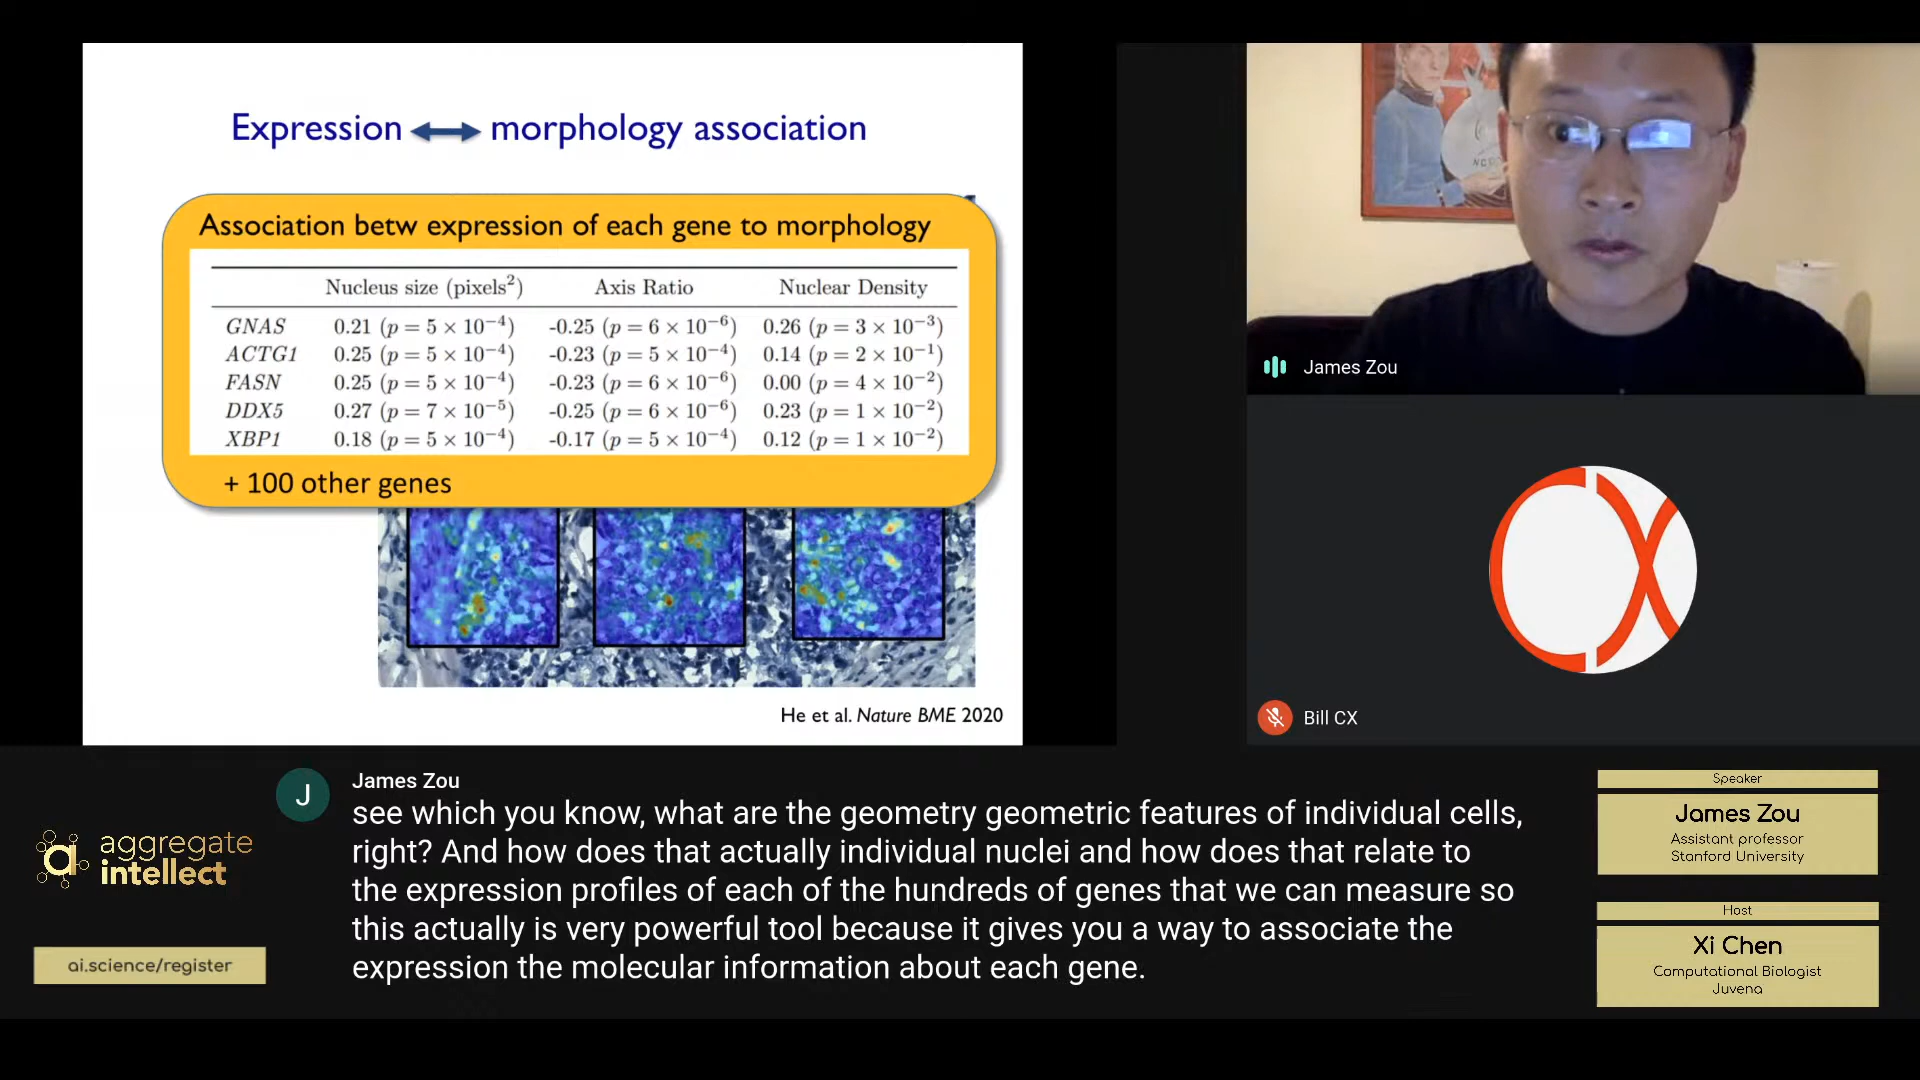 Expression ↔ morphology association
Association betw expression of each gene to morphology
Nucleus size (pixels²) Axis Ratio Nuclear Density
GNAS 0.21 (p = 5 × 10⁻⁴) -0.25 (p = 6 × 10⁻⁶) 0.26 (p = 3 × 10⁻³)
ACTG1 0.25 (p = 5 × 10⁻⁴) -0.23 (p = 5 × 10⁻⁴) 0.14 (p = 2 × 10⁻¹)
FASN 0.25 (p = 5 × 10⁻⁴) -0.23 (p = 6 × 10⁻⁶) 0.00 (p = 4 × 10⁻²)
DDX5 0.27 (p = 7 × 10⁻⁵) -0.25 (p = 6 × 10⁻⁶) 0.23 (p = 1 × 10⁻²)
XBP1 0.18 (p = 5 × 10⁻⁴) -0.17 (p = 5 × 10⁻⁴) 0.12 (p = 1 × 10⁻²)
+ 100 other genes
He et al. Nature BME 2020
NCC
James Zou
CX
Bill CX
J
James Zou
see which you know, what are the geometry geometric features of individual cells,
right? And how does that actually individual nuclei and how does that relate to
the expression profiles of each of the hundreds of genes that we can measure so
this actually is very powerful tool because it gives you a way to associate the
expression the molecular information about each gene.
aggregate
intellect
ai.science/register
Speaker
James Zou
Assistant professor
Stanford University
Host
Xi Chen
Computational Biologist
Juvena